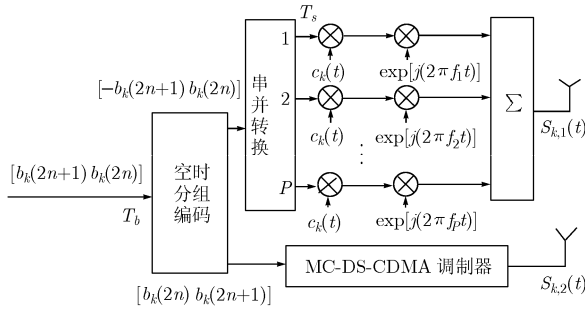 T_s
1
c_k(t)
exp[j(2πf_1t)]
[-b_k(2n+1) b_k(2n)]
串并转换
2
c_k(t)
exp[j(2πf_2t)]
Σ
S_{k,1}(t)
[b_k(2n+1) b_k(2n)]
T_b
空时
分组
编码
⋮
P
c_k(t)
exp[j(2πf_Pt)]
MC-DS-CDMA 调制器
S_{k,2}(t)
[b_k(2n) b_k(2n+1)]